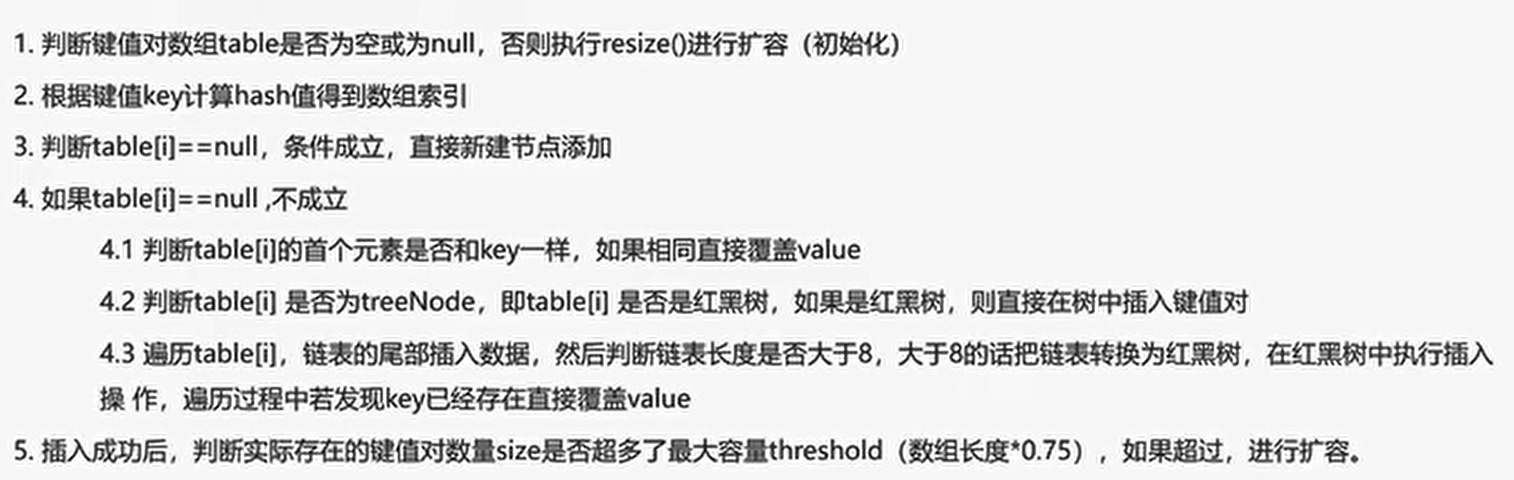 1. 判断键值对数组table是否为空或为null，否则执行resize()进行扩容（初始化）
2. 根据键值key计算hash值得到数组索引
3. 判断table[i]==null，条件成立，直接新建节点添加
4. 如果table[i]==null ,不成立
4.1 判断table[i]的首个元素是否和key一样，如果相同直接覆盖value
4.2 判断table[i] 是否为treeNode，即table[i] 是否是红黑树，如果是红黑树，则直接在树中插入键值对
4.3 遍历table[i]，链表的尾部插入数据，然后判断链表长度是否大于8，大于8的话把链表转换为红黑树，在红黑树中执行插入
操 作，遍历过程中若发现key已经存在直接覆盖value
5. 插入成功后，判断实际存在的键值对数量size是否超多了最大容量threshold（数组长度*0.75），如果超过，进行扩容。